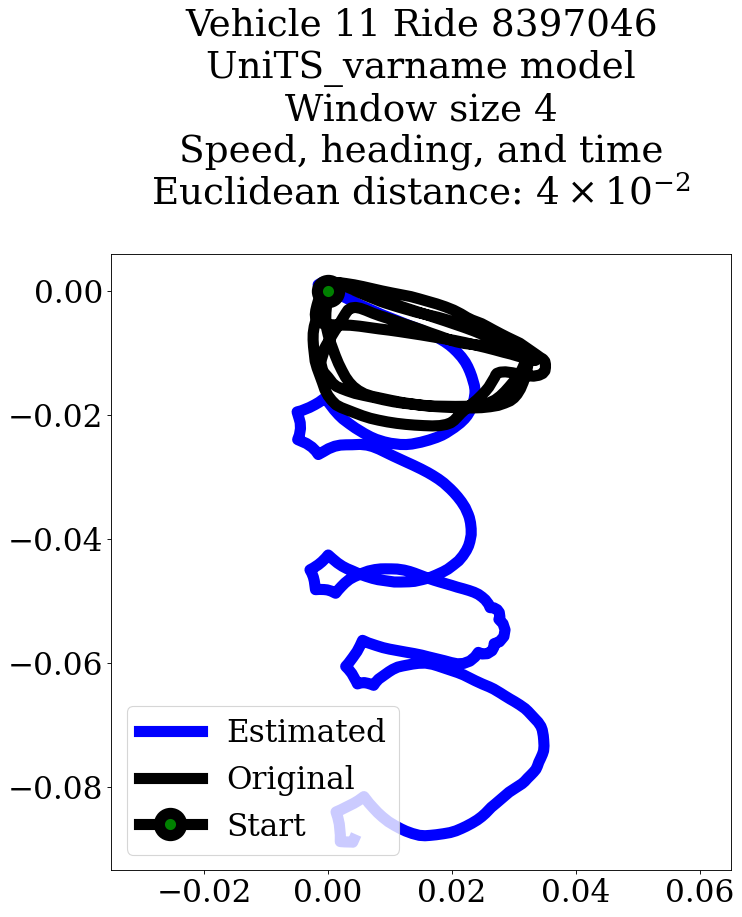 Vehicle 11 Ride 8397046
UniTS_varname model
Window size 4
Speed, heading, and time
Euclidean distance: 4 × 10⁻²
0.00
−0.02
−0.04
−0.06
−0.08
Estimated
Original
Start
−0.02 0.00 0.02 0.04 0.06